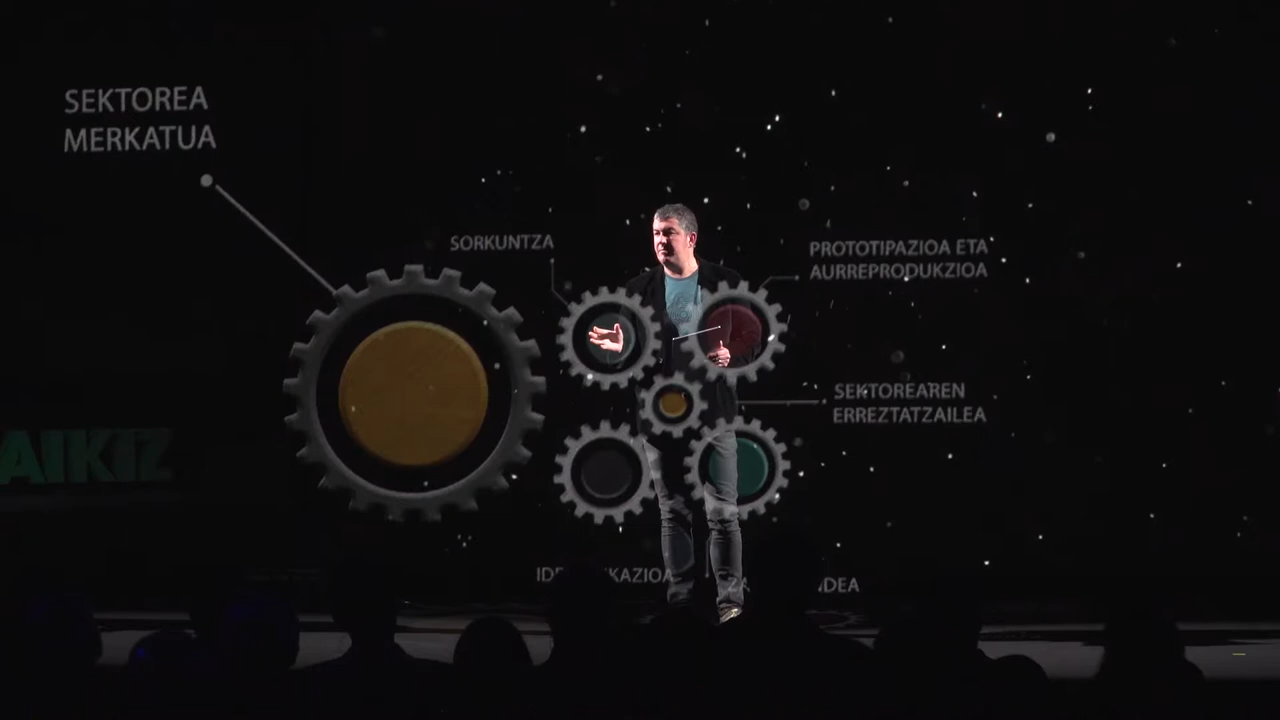 SEKTOREA
MERKATUA
SORKUNTZA
PROTOTIPAZIOA ETA
AURREPRODUKZIOA
SEKTOREAREN
ERREZTATZAILEA
AIKIZ